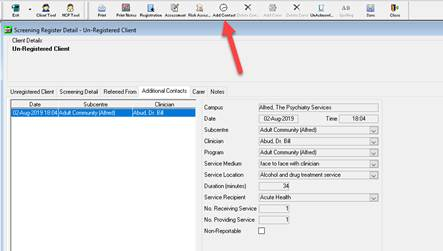 Exit Client Tool NCP Tool Print Print Notes Registration Assessment Risk Asses... Add Contact Delete Con... Add Carer Delete Car... UnAuthoris... Spelling Save Close
Screening Register Detail - Un-Registered Client
Client Details
Un-Registered Client
Unregistered Client Screening Detail Referred From Additional Contacts Carer Notes
Date Subcentre Clinician
02-Aug-2019 18:04 Adult Community (Alfred) Abud, Dr. Bill
Campus Alfred, The Psychiatry Services
Date 02-Aug-2019 Time 18:04
Subcentre Adult Community (Alfred)
Clinician Abud, Dr. Bill
Program Adult Community (Alfred)
Service Medium face to face with clinician
Service Location Alcohol and drug treatment service
Duration (minutes) 34
Service Recipient Acute Health
No. Receiving Service 1
No. Providing Service 1
Non-Reportable